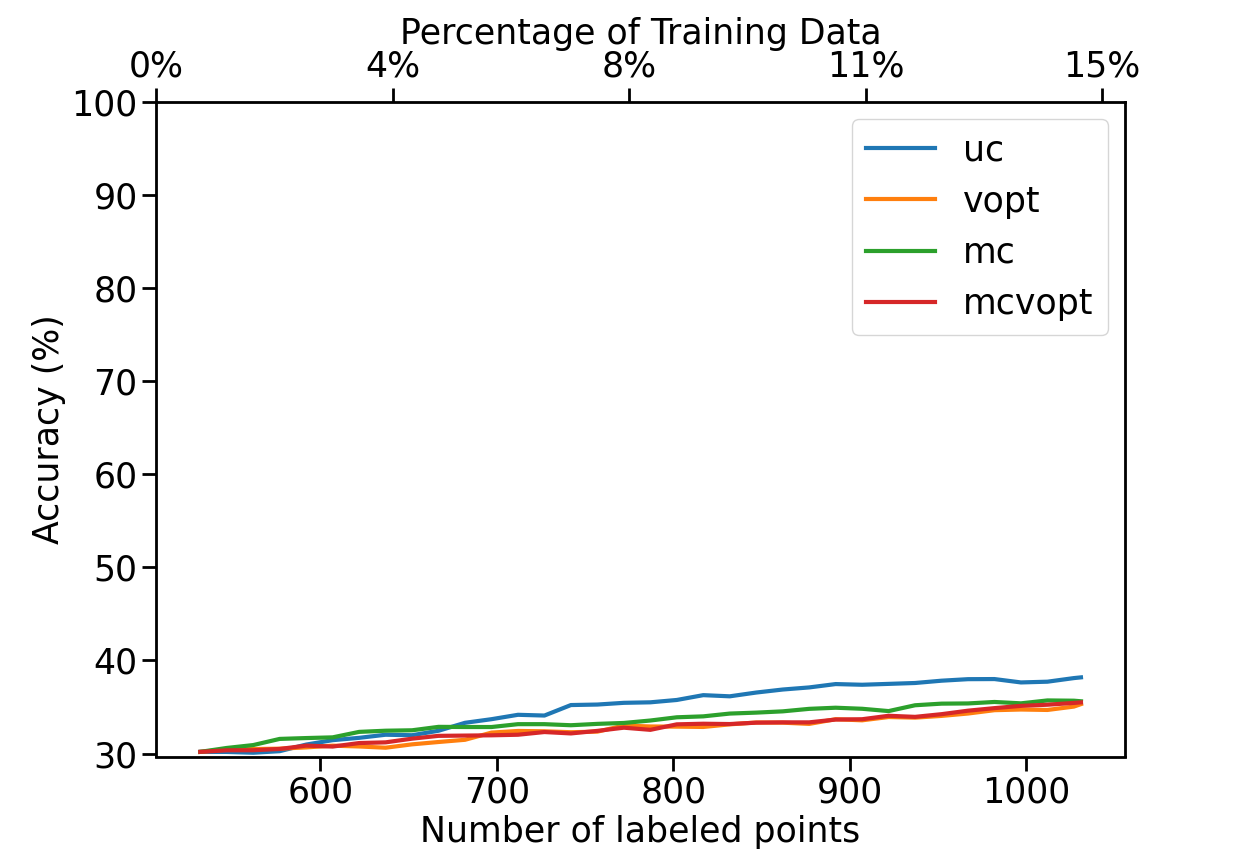 Percentage of Training Data
0% 4% 8% 11% 15%
100
90
80
70
60
50
40
30
Accuracy (%)
uc
vopt
mc
mcvopt
600 700 800 900 1000
Number of labeled points